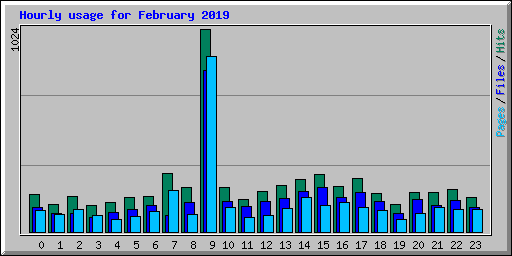 Hourly usage for February 2019
1024
Pages/Files/Hits
0 1 2 3 4 5 6 7 8 9 10 11 12 13 14 15 16 17 18 19 20 21 22 23